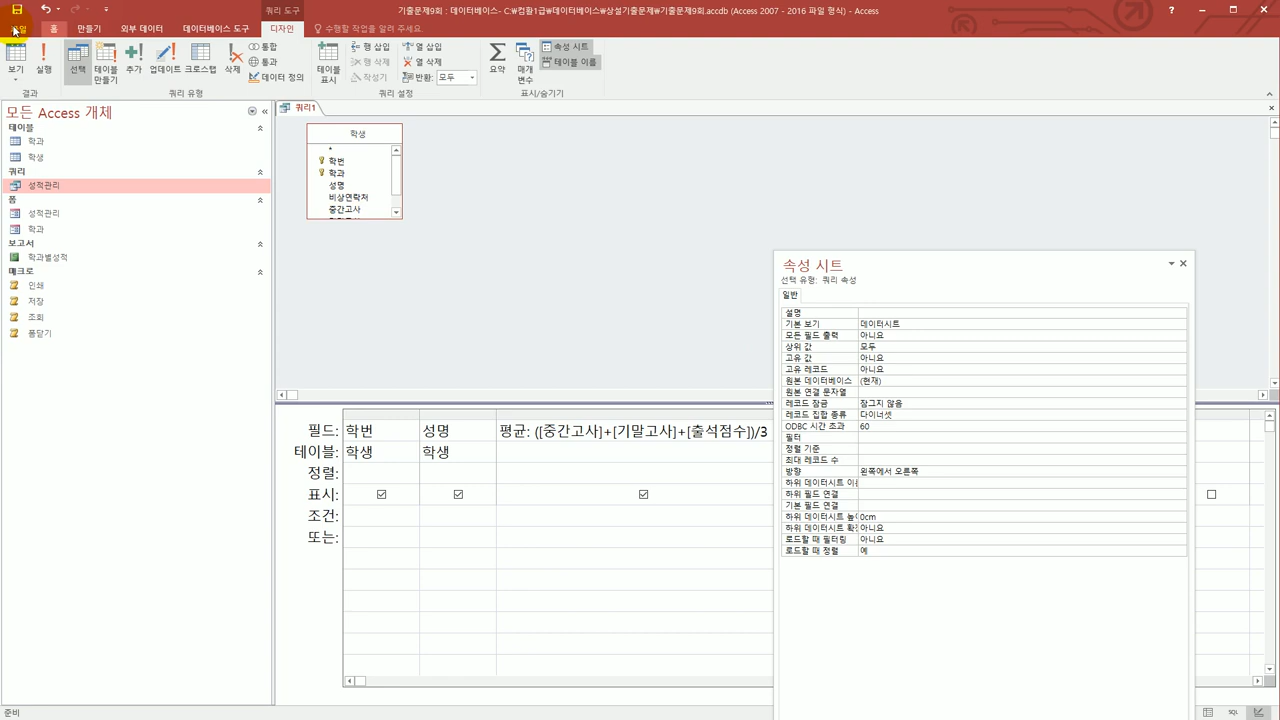 쿼리 도구
기출문제9회 : 데이터베이스- C:₩컴활1급₩데이터베이스₩상설기출문제₩기출문제9회.accdb (Access 2007 - 2016 파일 형식) - Access
홈 만들기 외부 데이터 데이터베이스 도구 디자인 수행할 작업을 알려 주세요.
보기 실행 선택 테이블 만들기 추가 업데이트 크로스탭 삭제 통합 통과 데이터 정의 테이블 표시 행 삽입 행 삭제 작성기 열 삽입 열 삭제 반환: 모두 요약 매개 변수 속성 시트 테이블 이름
결과 쿼리 유형 쿼리 설정 표시/숨기기
모든 Access 개체
테이블
학과
학생
쿼리
성적관리
폼
성적관리
학과
보고서
학과별성적
매크로
인쇄
저장
조회
폼닫기
쿼리1
학생
*
학번
학과
성명
비상연락처
중간고사
속성 시트
선택 유형: 쿼리 속성
일반
설명
기본 보기 데이터시트
모든 필드 출력 아니요
상위 값 모두
고유 값 아니요
고유 레코드 아니요
원본 데이터베이스 (현재)
원본 연결 문자열
레코드 잠금 잠그지 않음
레코드 집합 종류 다이너셋
ODBC 시간 초과 60
필터
정렬 기준
최대 레코드 수
방향 왼쪽에서 오른쪽
하위 데이터시트 이
하위 필드 연결
기본 필드 연결
하위 데이터시트 높 0cm
하위 데이터시트 확 아니요
로드할 때 필터링 아니요
로드할 때 정렬 예
필드: 학번 성명 평균: ([중간고사]+[기말고사]+[출석점수])/3
테이블: 학생 학생
정렬:
표시:
조건:
또는:
준비 SQL